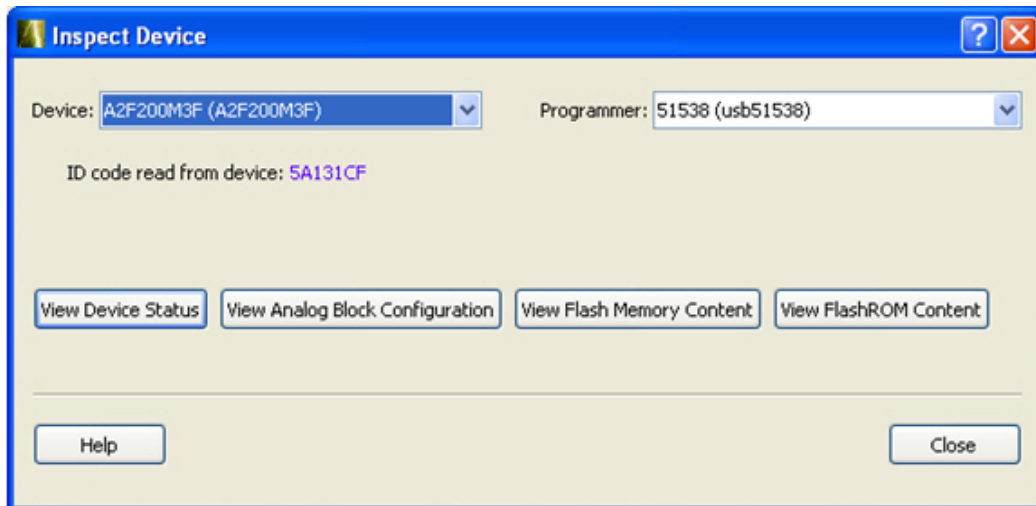 Inspect Device
Device: A2F200M3F (A2F200M3F) Programmer: 51538 (usb51538)
ID code read from device: 5A131CF
View Device Status View Analog Block Configuration View Flash Memory Content View FlashROM Content
Help Close